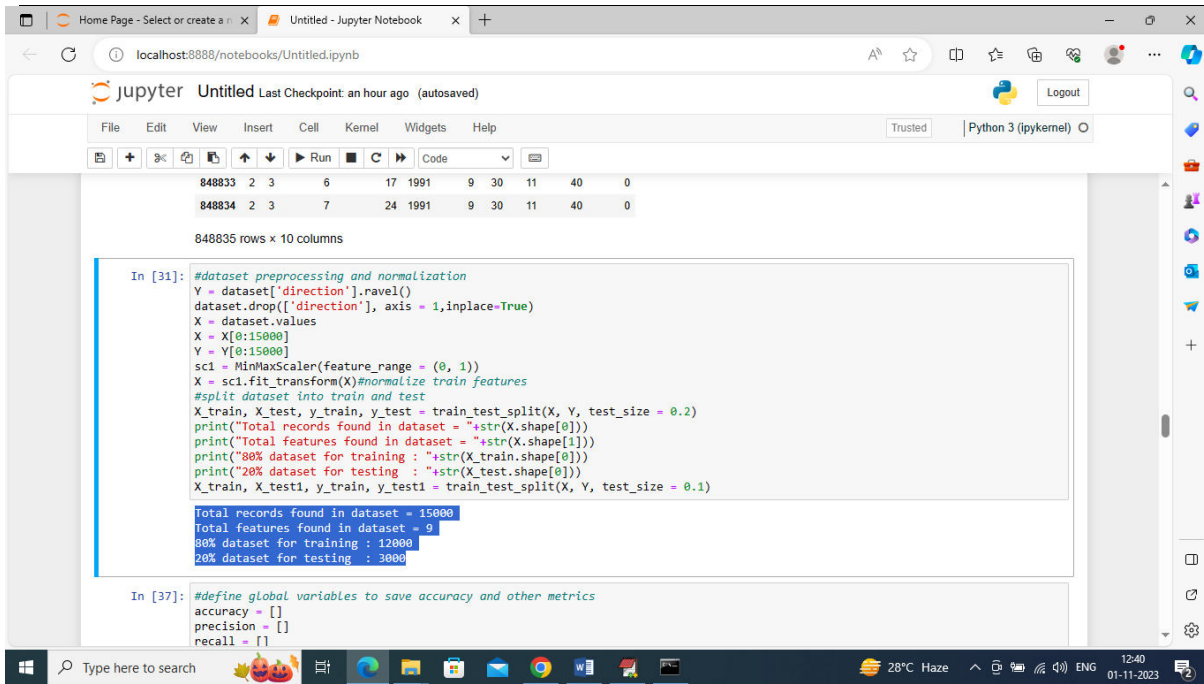 Home Page - Select or create a n
Untitled - Jupyter Notebook
localhost:8888/notebooks/Untitled.ipynb
jupyter Untitled Last Checkpoint: an hour ago (autosaved)
Logout
File Edit View Insert Cell Kernel Widgets Help
Trusted Python 3 (ipykernel)
Run Code
848833 2 3 6 17 1991 9 30 11 40 0
848834 2 3 7 24 1991 9 30 11 40 0
848835 rows × 10 columns
In [31]: #dataset preprocessing and normalization
Y = dataset['direction'].ravel()
dataset.drop(['direction'], axis = 1,inplace=True)
X = dataset.values
X = X[0:15000]
Y = Y[0:15000]
sc1 = MinMaxScaler(feature_range = (0, 1))
X = sc1.fit_transform(X)#normalize train features
#split dataset into train and test
X_train, X_test, y_train, y_test = train_test_split(X, Y, test_size = 0.2)
print("Total records found in dataset = "+str(X.shape[0]))
print("Total features found in dataset = "+str(X.shape[1]))
print("80% dataset for training : "+str(X_train.shape[0]))
print("20% dataset for testing  : "+str(X_test.shape[0]))
X_train, X_test1, y_train, y_test1 = train_test_split(X, Y, test_size = 0.1)
Total records found in dataset = 15000
Total features found in dataset = 9
80% dataset for training : 12000
20% dataset for testing  : 3000
In [37]: #define global variables to save accuracy and other metrics
accuracy = []
precision = []
recall = []
Type here to search
28°C Haze
ENG
12:40
01-11-2023
2